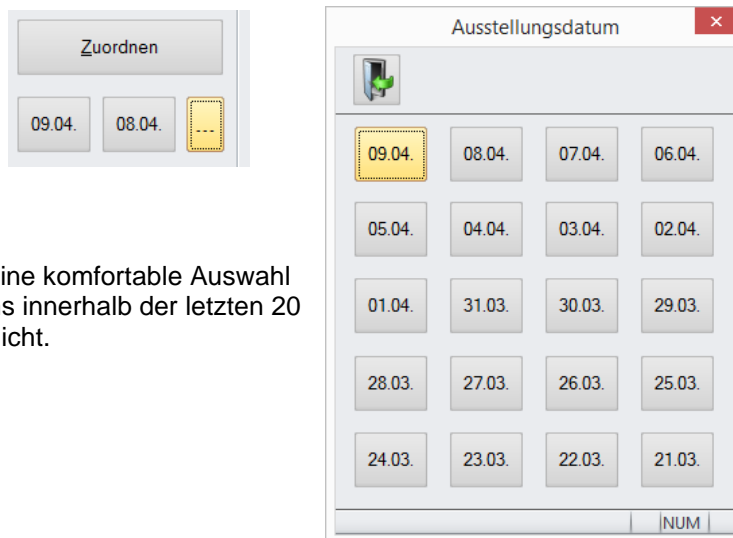 Zuordnen
09.04. 08.04. ...
ine komfortable Auswahl
s innerhalb der letzten 20
icht.
Ausstellungsdatum
09.04. 08.04. 07.04. 06.04.
05.04. 04.04. 03.04. 02.04.
01.04. 31.03. 30.03. 29.03.
28.03. 27.03. 26.03. 25.03.
24.03. 23.03. 22.03. 21.03.
NUM